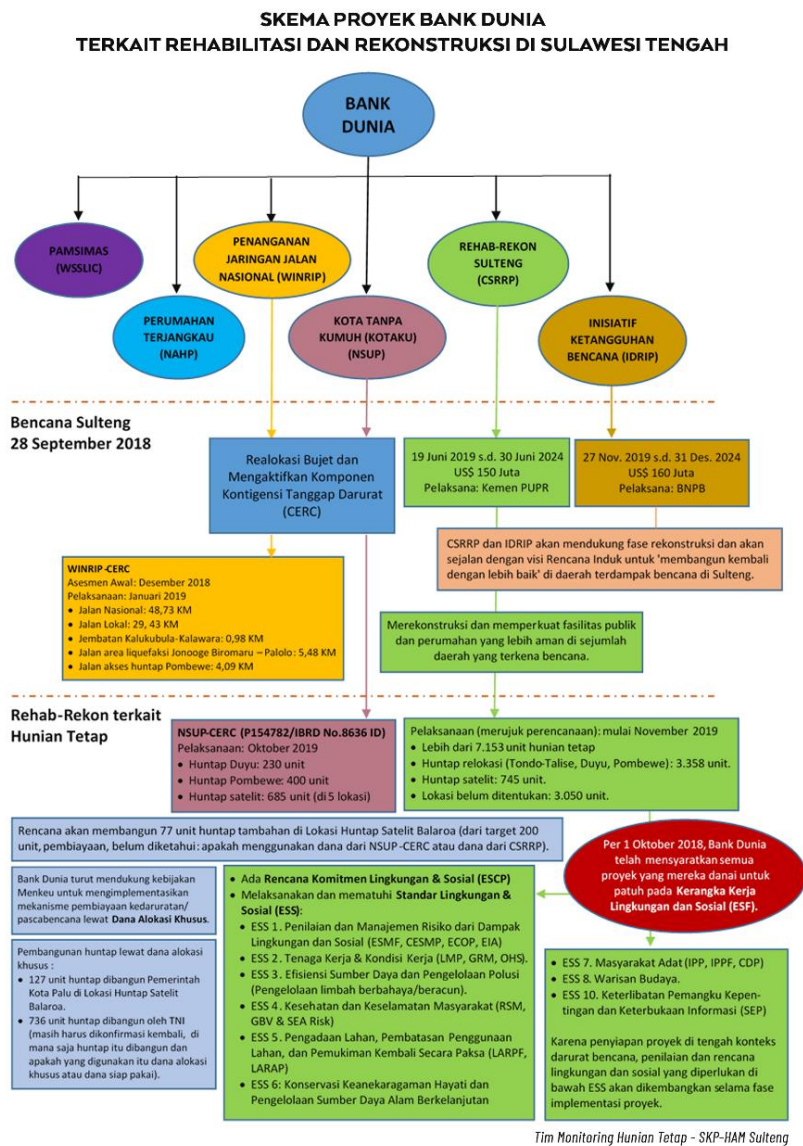 SKEMA PROYEK BANK DUNIA
TERKAIT REHABILITASI DAN REKONSTRUKSI DI SULAWESI TENGAH
BANK
DUNIA
PAMSIMAS
(WSSLIC)
PENANGANAN
JARINGAN JALAN
NASIONAL (WINRIP)
REHAB-REKON
SULTENG
(CSRRP)
PERUMAHAN
TERJANGKAU
(NAHP)
KOTA TANPA
KUMUH (KOTAKU)
(NSUP)
INISIATIF
KETANGGUHAN
BENCANA (IDRIP)
Bencana Sulteng
28 September 2018
Realokasi Bujet dan
Mengaktifkan Komponen
Kontigensi Tanggap Darurat
(CERC)
19 Juni 2019 s.d. 30 Juni 2024
US$ 150 Juta
Pelaksana: Kemen PUPR
27 Nov. 2019 s.d. 31 Des. 2024
US$ 160 Juta
Pelaksana: BNPB
CSRRP dan IDRIP akan mendukung fase rekonstruksi dan akan
sejalan dengan visi Rencana Induk untuk 'membangun kembali
dengan lebih baik' di daerah terdampak bencana di Sulteng.
WINRIP-CERC
Asesmen Awal: Desember 2018
Pelaksanaan: Januari 2019
• Jalan Nasional: 48,73 KM
• Jalan Lokal: 29, 43 KM
• Jembatan Kalukubula-Kalawara: 0,98 KM
• Jalan area liquefaksi Jonooge Biromaru – Palolo: 5,48 KM
• Jalan akses huntap Pombewe: 4,09 KM
Merekonstruksi dan memperkuat fasilitas publik
dan perumahan yang lebih aman di sejumlah
daerah yang terkena bencana.
Rehab-Rekon terkait
Hunian Tetap
NSUP-CERC (P154782/IBRD No.8636 ID)
Pelaksanaan: Oktober 2019
• Huntap Duyu: 230 unit
• Huntap Pombewe: 400 unit
• Huntap satelit: 685 unit (di 5 lokasi)
Pelaksanaan (merujuk perencanaan): mulai November 2019
• Lebih dari 7.153 unit hunian tetap
• Huntap relokasi (Tondo-Talise, Duyu, Pombewe): 3.358 unit.
• Huntap satelit: 745 unit.
• Lokasi belum ditentukan: 3.050 unit.
Rencana akan membangun 77 unit huntap tambahan di Lokasi Huntap Satelit Balaroa (dari target 200
unit, pembiayaan, belum diketahui: apakah menggunakan dana dari NSUP-CERC atau dana dari CSRRP).
Per 1 Oktober 2018, Bank Dunia
telah mensyaratkan semua
proyek yang mereka danai untuk
patuh pada Kerangka Kerja
Lingkungan dan Sosial (ESF).
Bank Dunia turut mendukung kebijakan
Menkeu untuk mengimplementasikan
mekanisme pembiayaan kedaruratan/
pascabencana lewat Dana Alokasi Khusus.
Pembangunan huntap lewat dana alokasi
khusus :
• 127 unit huntap dibangun Pemerintah
Kota Palu di Lokasi Huntap Satelit
Balaroa.
• 736 unit huntap dibangun oleh TNI
(masih harus dikonfirmasi kembali, di
mana saja huntap itu dibangun dan
apakah yang digunakan itu dana alokasi
khusus atau dana siap pakai).
• Ada Rencana Komitmen Lingkungan & Sosial (ESCP)
• Melaksanakan dan mematuhi Standar Lingkungan &
Sosial (ESS):
• ESS 1. Penilaian dan Manajemen Risiko dari Dampak
Lingkungan dan Sosial (ESMF, CESMP, ECOP, EIA)
• ESS 2. Tenaga Kerja & Kondisi Kerja (LMP, GRM, OHS).
• ESS 3. Efisiensi Sumber Daya dan Pengelolaan Polusi
(Pengelolaan limbah berbahaya/beracun).
• ESS 4. Kesehatan dan Keselamatan Masyarakat (RSM,
GBV & SEA Risk)
• ESS 5. Pengadaan Lahan, Pembatasan Penggunaan
Lahan, dan Pemukiman Kembali Secara Paksa (LARPF,
LARAP)
• ESS 6: Konservasi Keanekaragaman Hayati dan
Pengelolaan Sumber Daya Alam Berkelanjutan
• ESS 7. Masyarakat Adat (IPP, IPPF, CDP)
• ESS 8. Warisan Budaya.
• ESS 10. Keterlibatan Pemangku Kepen-
tingan dan Keterbukaan Informasi (SEP)
Karena penyiapan proyek di tengah konteks
darurat bencana, penilaian dan rencana
lingkungan dan sosial yang diperlukan di
bawah ESS akan dikembangkan selama fase
implementasi proyek.
Tim Monitoring Hunian Tetap - SKP-HAM Sulteng